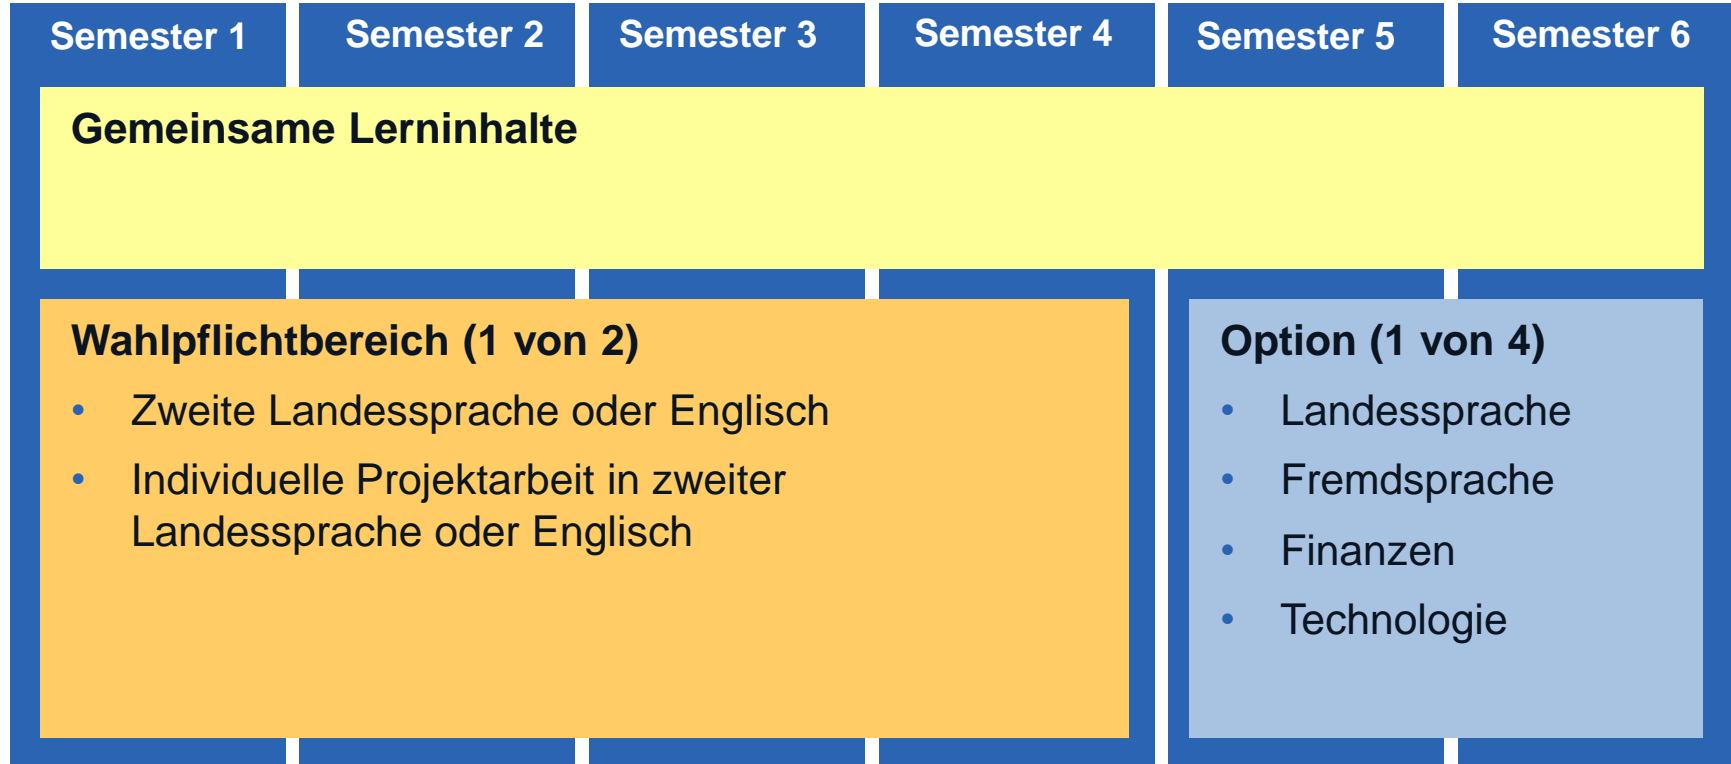 Semester 1
Semester 2
Semester 3
Semester 4
Semester 5
Semester 6
Gemeinsame Lerninhalte
Wahlpflichtbereich (1 von 2)
• Zweite Landessprache oder Englisch
• Individuelle Projektarbeit in zweiter
Landessprache oder Englisch
Option (1 von 4)
• Landessprache
• Fremdsprache
• Finanzen
• Technologie